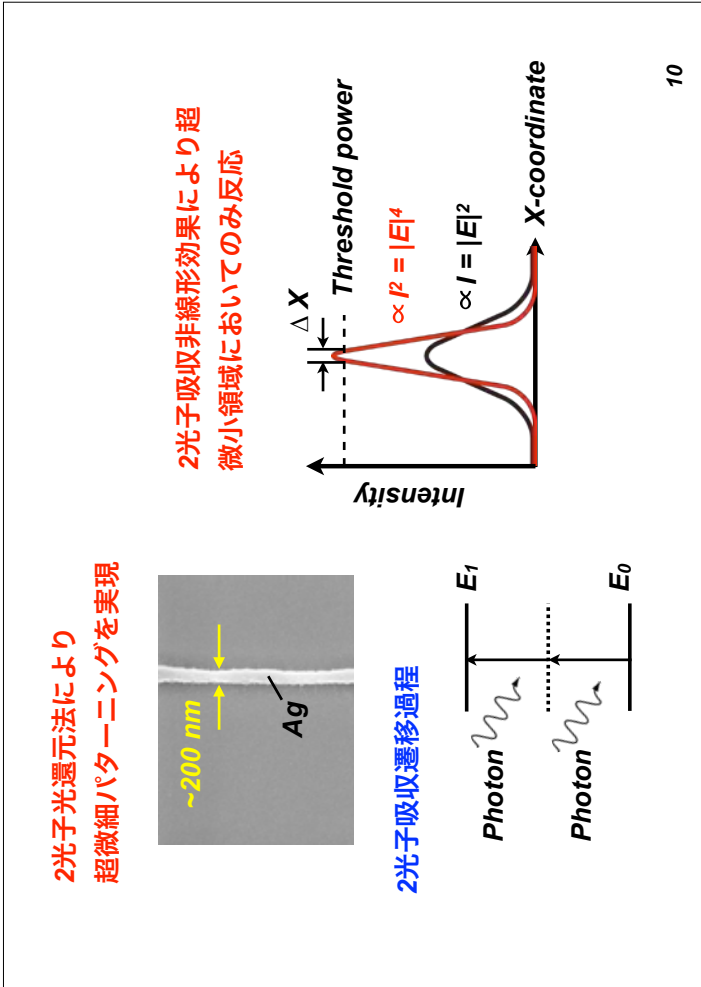 2光子光還元法により
超微細パターニングを実現
~200 nm
Ag
2光子吸収遷移過程
E1
Photon
Photon
E0
2光子吸収非線形効果により超
微小領域においてのみ反応
Δ X
Threshold power
∝ I² = |E|⁴
∝ I = |E|²
Intensity
X-coordinate
10